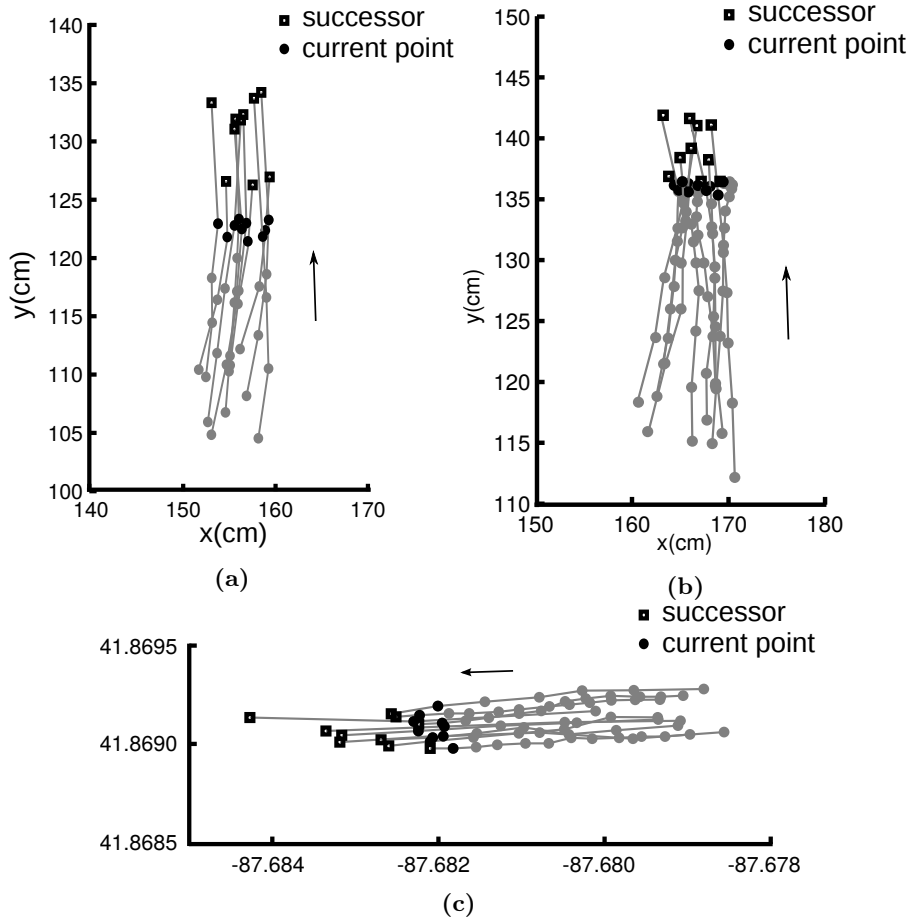 successor
current point
140
135
130
125
120
115
110
105
100
y(cm)
140 150 160 170
x(cm)
(a)
successor
current point
150
145
140
135
130
125
120
115
110
y(cm)
150 160 170 180
x(cm)
(b)
successor
current point
41.8695
41.8690
41.8685
-87.684 -87.682 -87.680 -87.678
(c)